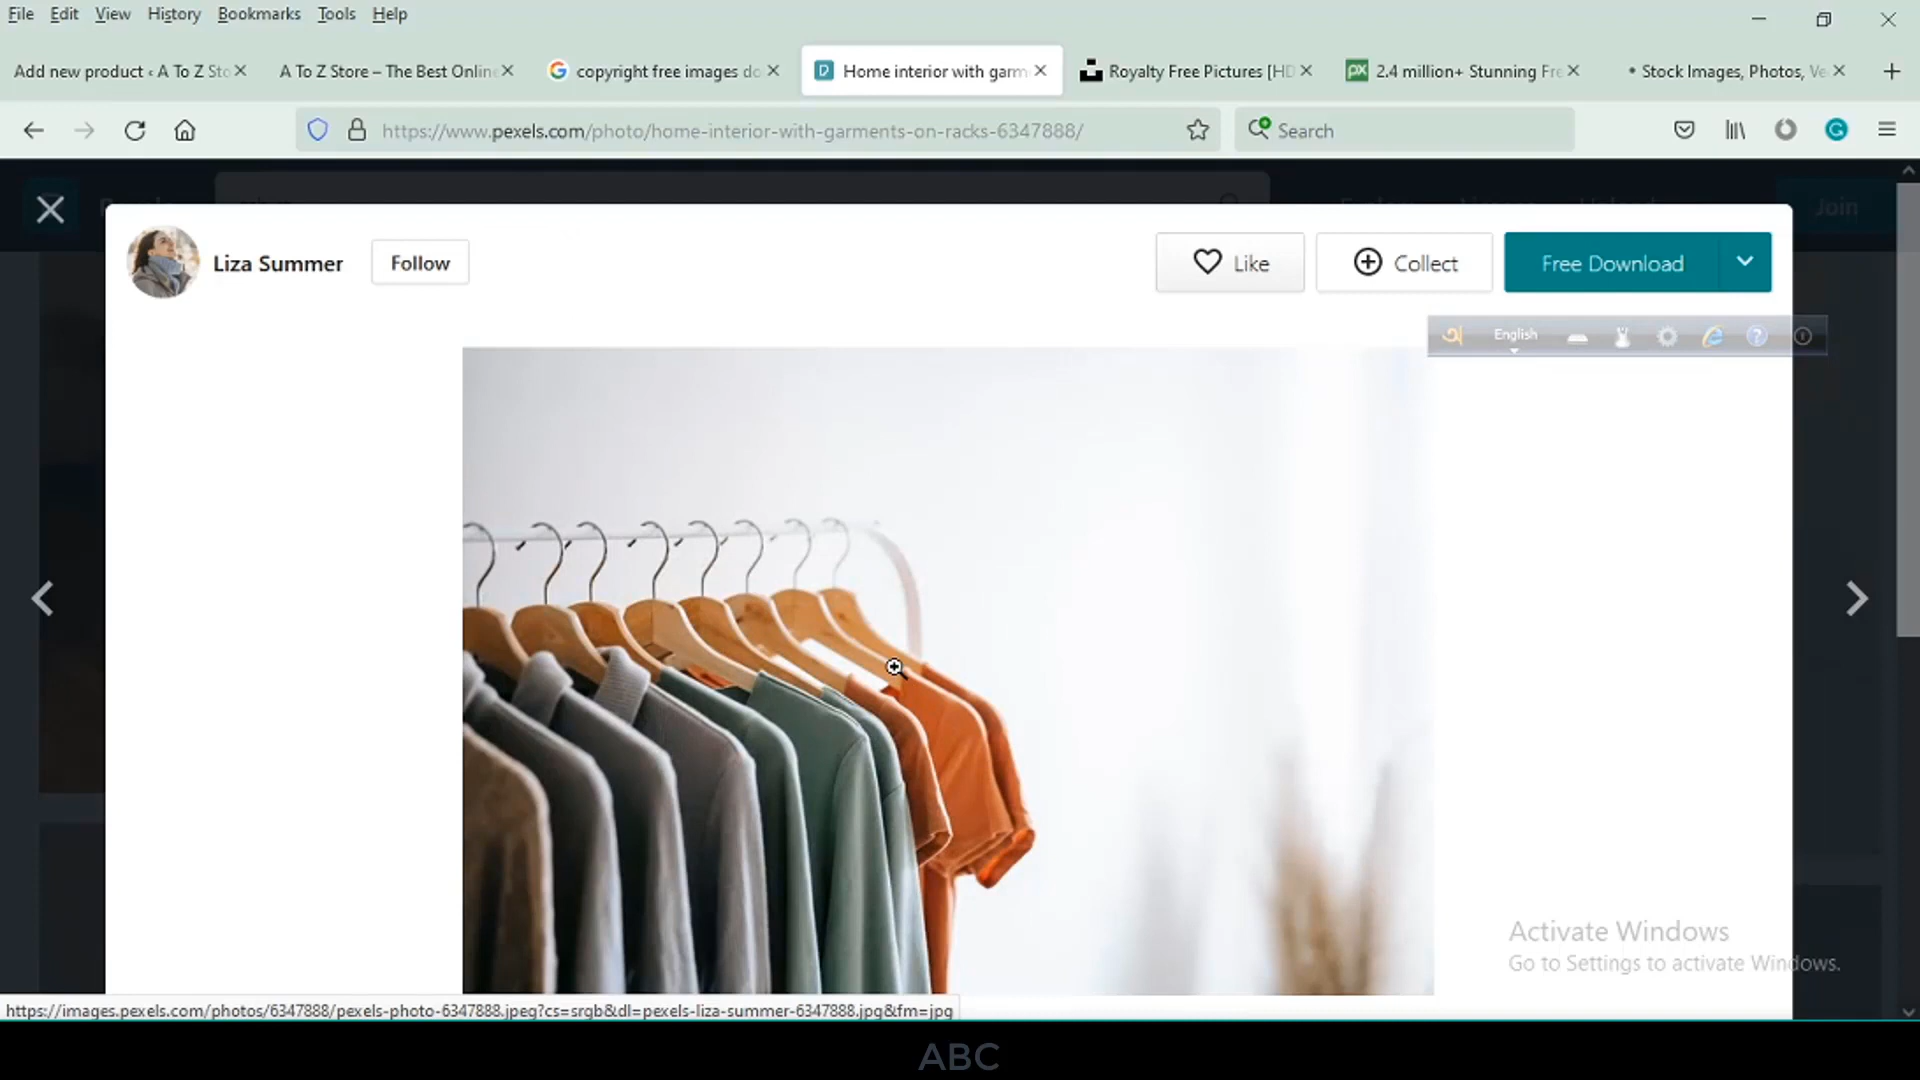 File Edit View History Bookmarks Tools Help
Add new product ‹ A To Z Sto
A To Z Store – The Best Online
copyright free images do
Home interior with garm
Royalty Free Pictures [HD
2.4 million+ Stunning Fre
• Stock Images, Photos, Ve
https://www.pexels.com/photo/home-interior-with-garments-on-racks-6347888/
Search
Join
Liza Summer
Follow
Like
Collect
Free Download
English
Activate Windows
Go to Settings to activate Windows.
https://images.pexels.com/photos/6347888/pexels-photo-6347888.jpeg?cs=srgb&dl=pexels-liza-summer-6347888.jpg&fm=jpg
ABC